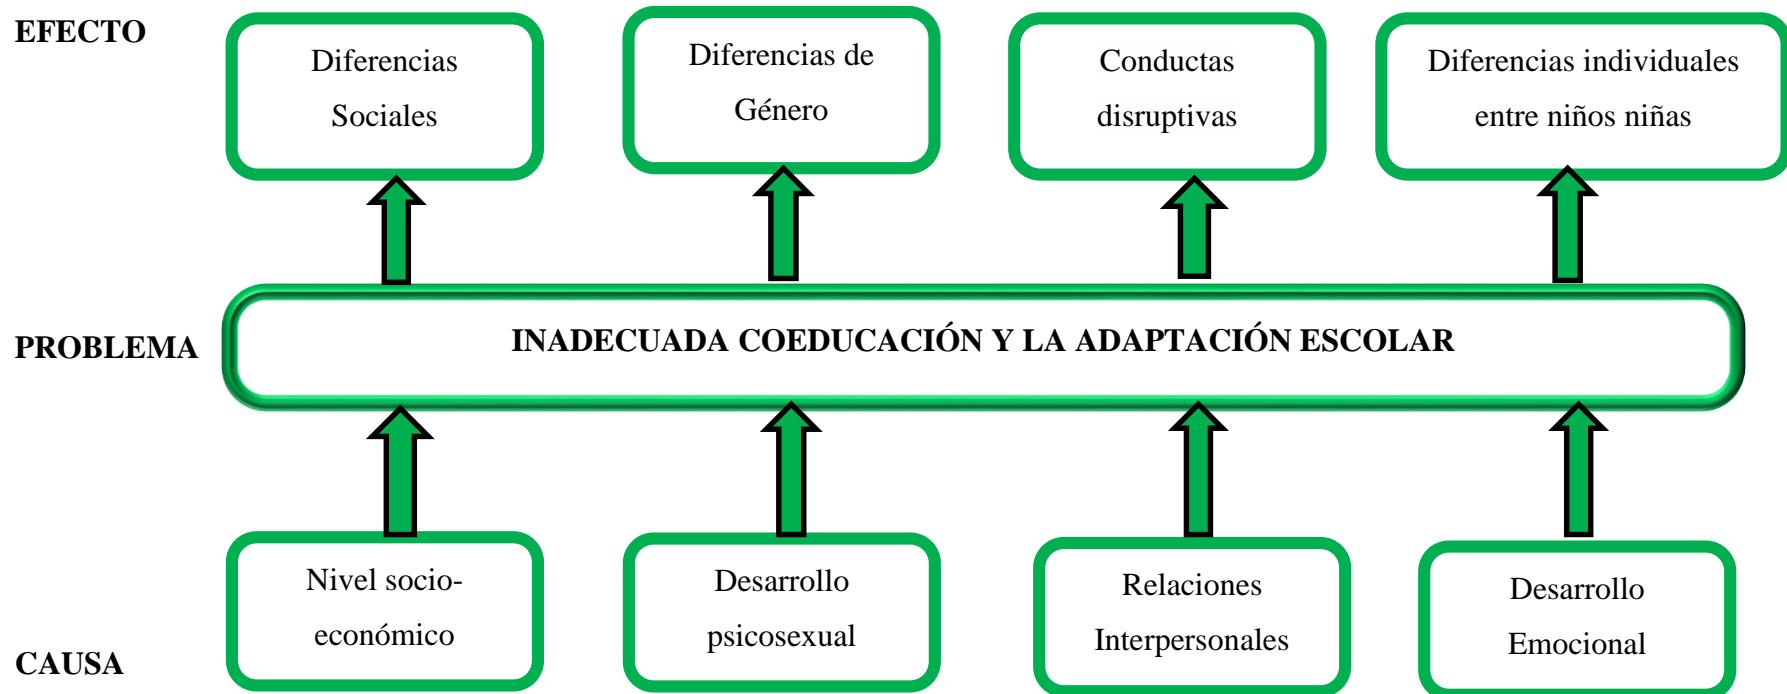 EFECTO
Diferencias
Sociales
Diferencias de
Género
Conductas
disruptivas
Diferencias individuales
entre niños niñas
PROBLEMA
INADECUADA COEDUCACIÓN Y LA ADAPTACIÓN ESCOLAR
Nivel socio-
económico
Desarrollo
psicosexual
Relaciones
Interpersonales
Desarrollo
Emocional
CAUSA